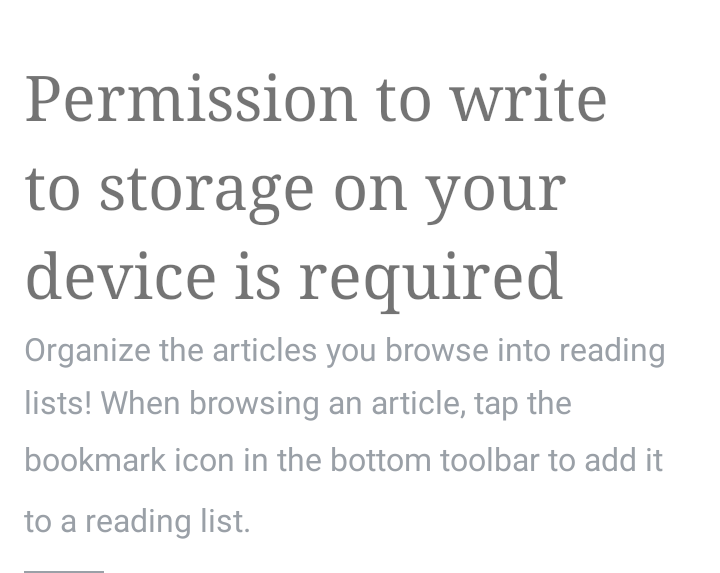 Permission to write
to storage on your
device is required
Organize the articles you browse into reading
lists! When browsing an article, tap the
bookmark icon in the bottom toolbar to add it
to a reading list.